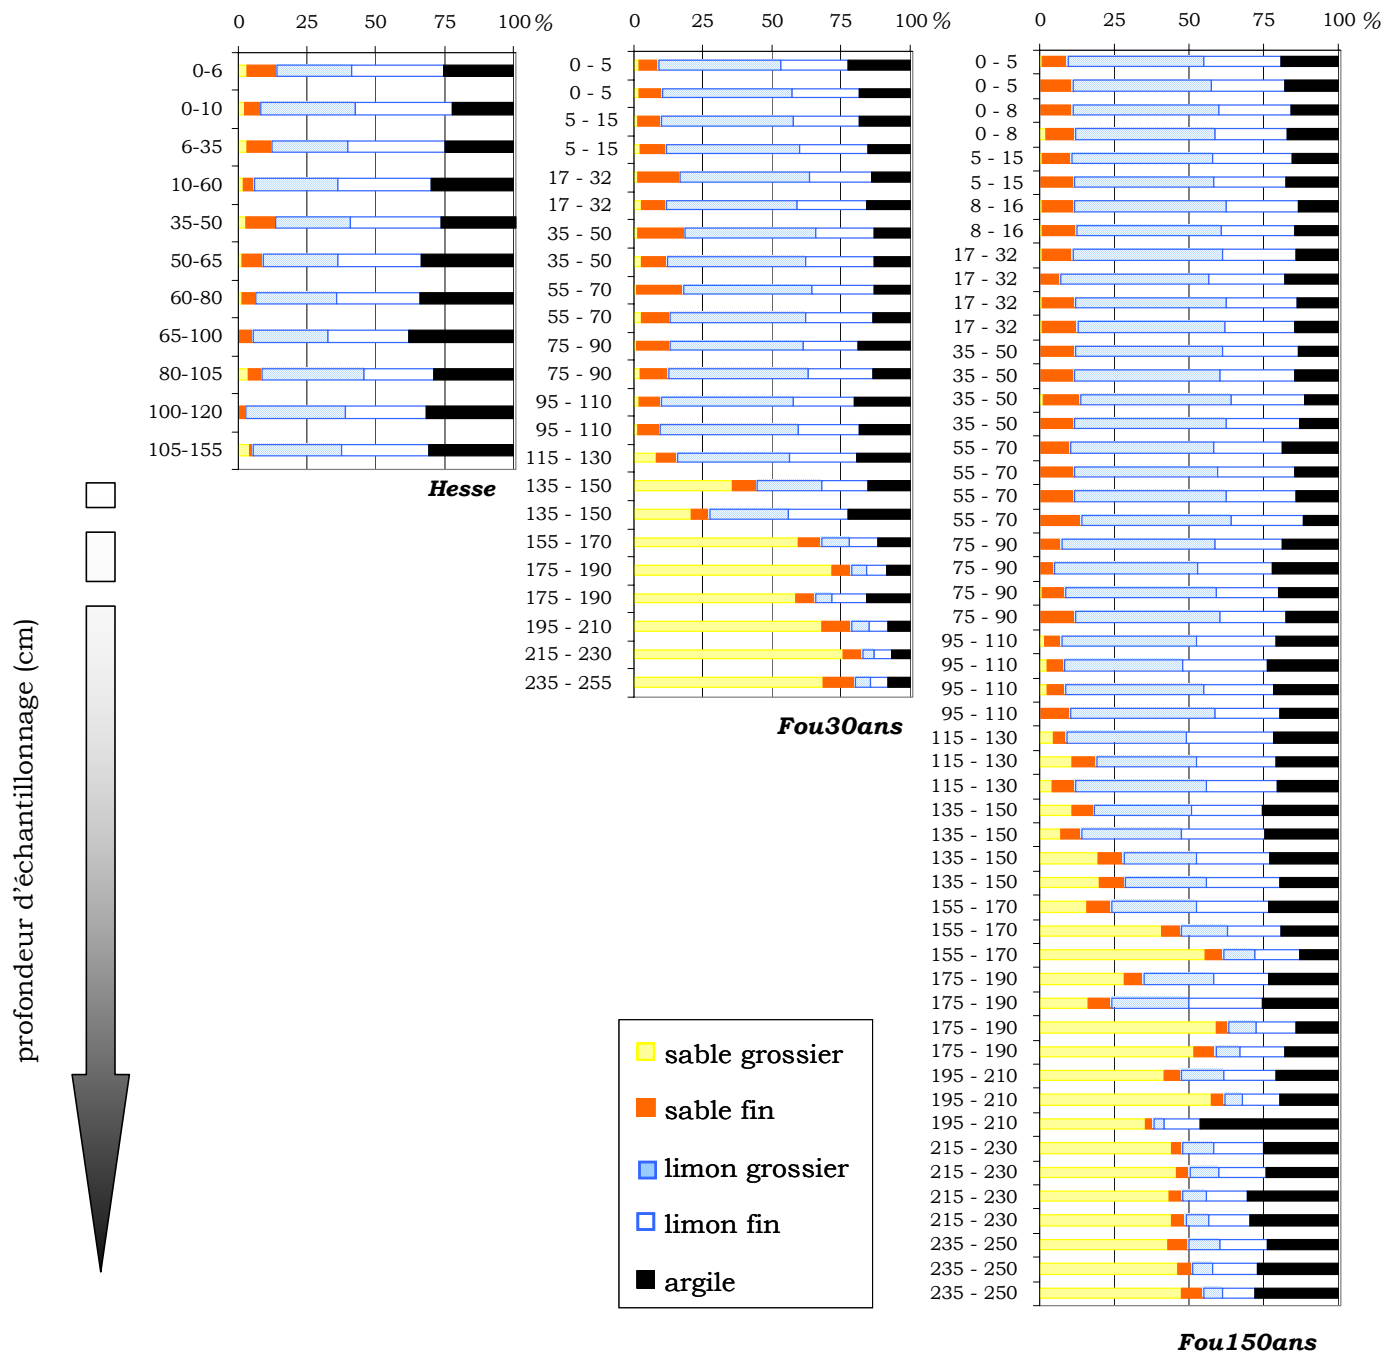 0 25 50 75 100 %
0-6
0-10
6-35
10-60
35-50
50-65
60-80
65-100
80-105
100-120
105-155
Hesse
0 25 50 75 100 %
0 - 5
0 - 5
5 - 15
5 - 15
17 - 32
17 - 32
35 - 50
35 - 50
55 - 70
55 - 70
75 - 90
75 - 90
95 - 110
95 - 110
115 - 130
135 - 150
135 - 150
155 - 170
175 - 190
175 - 190
195 - 210
215 - 230
235 - 255
Fou30ans
0 25 50 75 100 %
0 - 5
0 - 5
0 - 8
0 - 8
5 - 15
5 - 15
8 - 16
8 - 16
17 - 32
17 - 32
17 - 32
17 - 32
35 - 50
35 - 50
35 - 50
35 - 50
55 - 70
55 - 70
55 - 70
55 - 70
75 - 90
75 - 90
75 - 90
75 - 90
95 - 110
95 - 110
95 - 110
95 - 110
115 - 130
115 - 130
115 - 130
135 - 150
135 - 150
135 - 150
135 - 150
155 - 170
155 - 170
155 - 170
175 - 190
175 - 190
175 - 190
175 - 190
195 - 210
195 - 210
195 - 210
215 - 230
215 - 230
215 - 230
215 - 230
235 - 250
235 - 250
235 - 250
Fou150ans
profondeur d'échantillonnage (cm)
sable grossier
sable fin
limon grossier
limon fin
argile